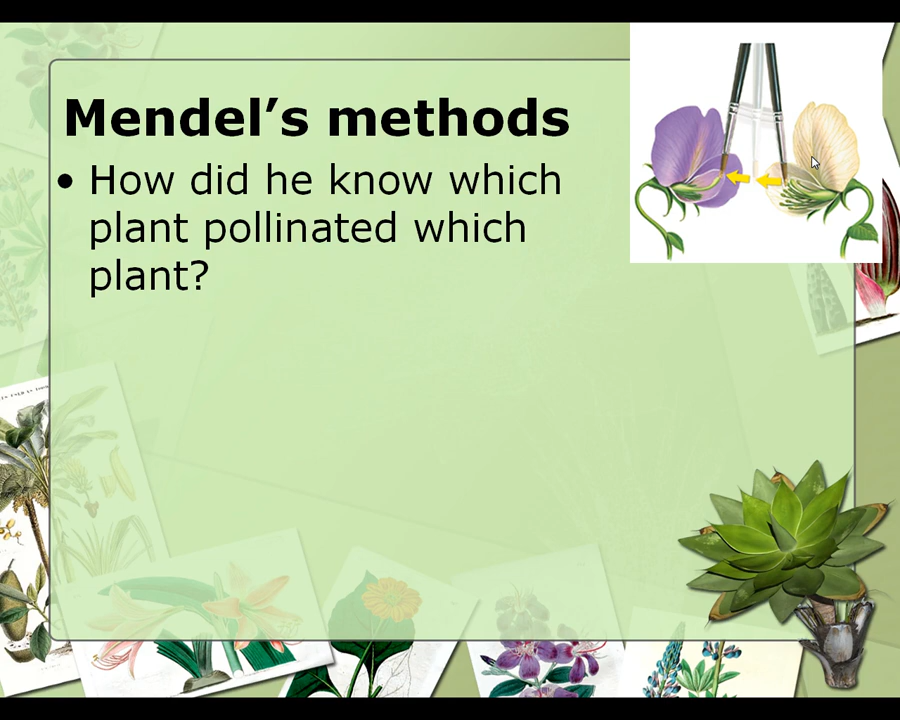 Mendel’s methods
• How did he know which
plant pollinated which
plant?